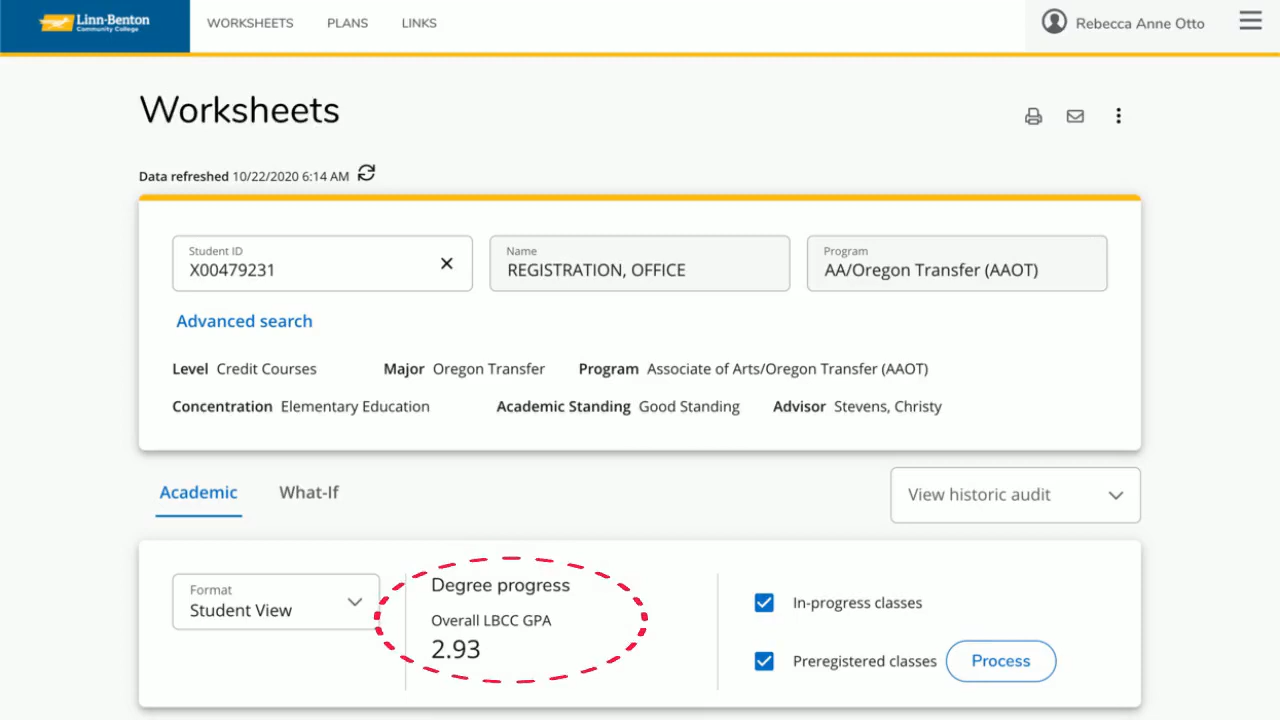 Linn-Benton
Community College
WORKSHEETS PLANS LINKS
Rebecca Anne Otto
Worksheets
Data refreshed 10/22/2020 6:14 AM
Student ID
X00479231
Name
REGISTRATION, OFFICE
Program
AA/Oregon Transfer (AAOT)
Advanced search
Level Credit Courses Major Oregon Transfer Program Associate of Arts/Oregon Transfer (AAOT)
Concentration Elementary Education Academic Standing Good Standing Advisor Stevens, Christy
Academic What-If
View historic audit
Format
Student View
Degree progress
Overall LBCC GPA
2.93
In-progress classes
Preregistered classes
Process